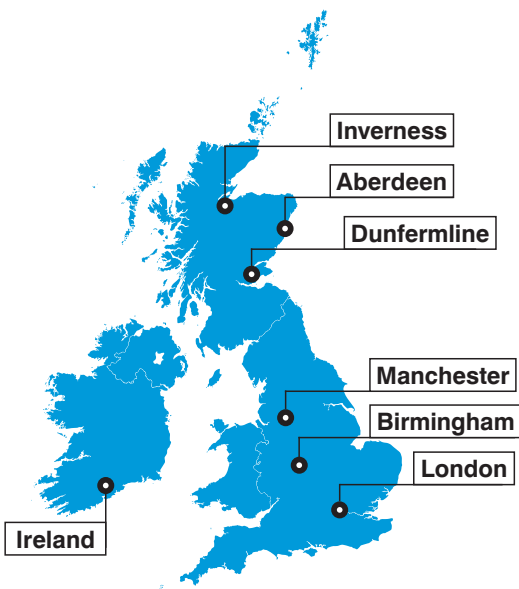 Inverness
Aberdeen
Dunfermline
Manchester
Birmingham
London
Ireland